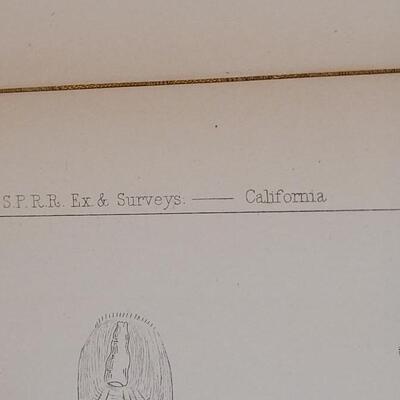 S.P.R.R. Ex. & Surveys. —— California